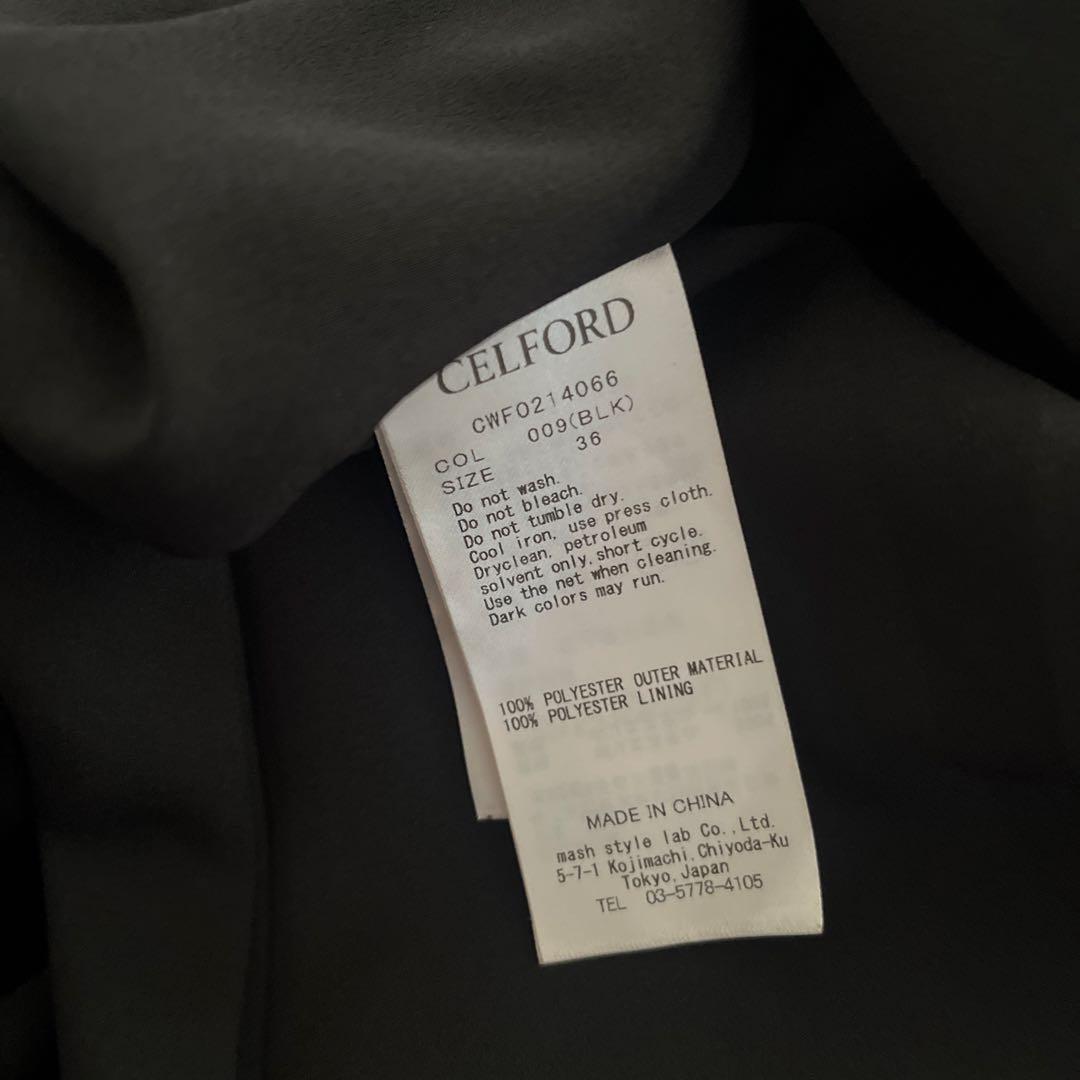 CELFORD
CWF0214066
COL 009(BLK)
SIZE 36
Do not wash.
Do not bleach.
Do not tumble dry.
Cool iron, use press cloth.
Dryclean, petroleum
solvent only,short cycle.
Use the net when cleaning.
Dark colors may run.
100% POLYESTER OUTER MATERIAL
100% POLYESTER LINING
MADE IN CHINA
mash style lab Co.,Ltd.
5-7-1 Kojimachi,Chiyoda-Ku
Tokyo,Japan
TEL 03-5778-4105